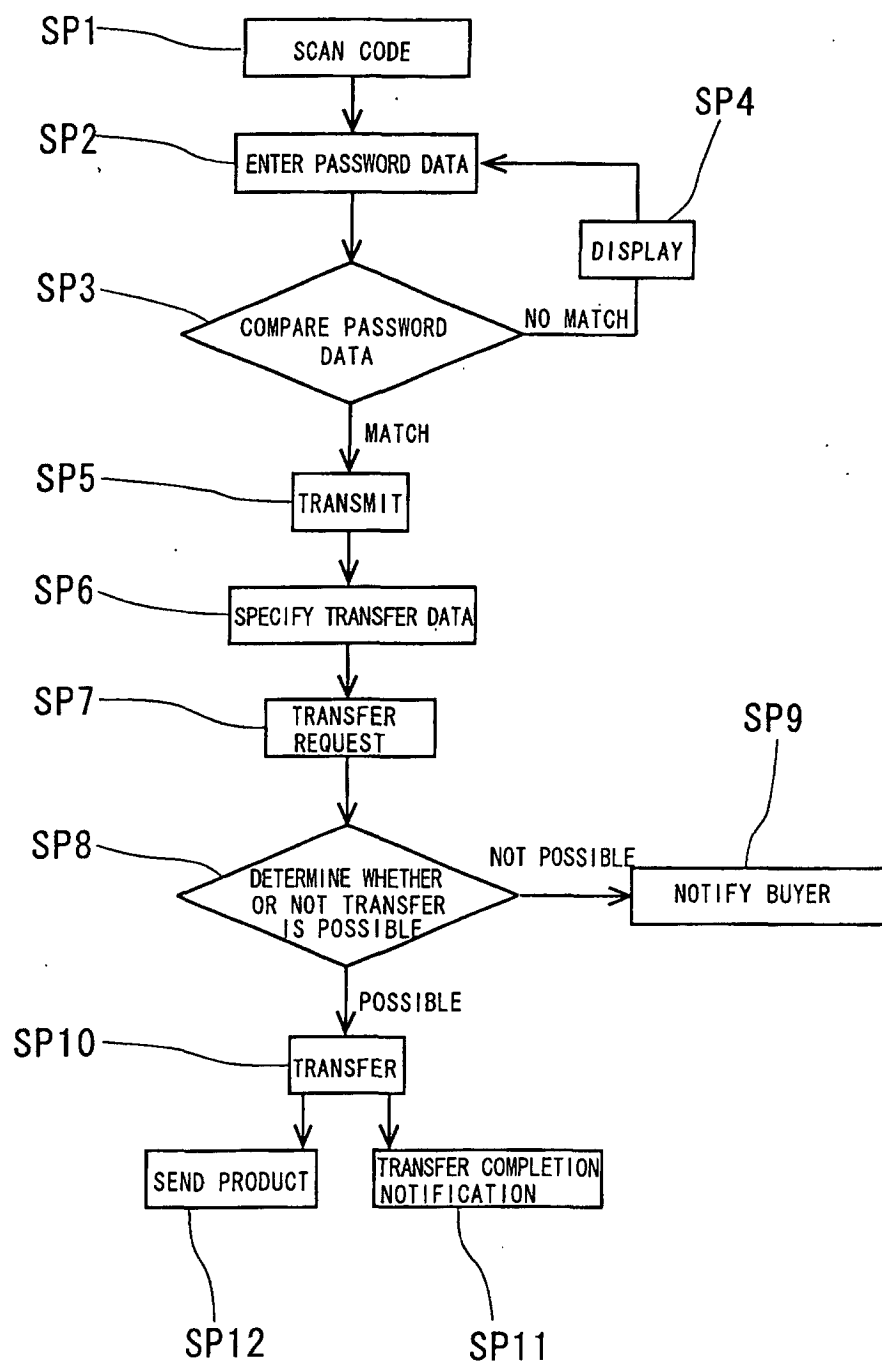 SP1
SCAN CODE
SP2
ENTER PASSWORD DATA
SP4
DISPLAY
SP3
COMPARE PASSWORD
DATA
NO MATCH
MATCH
SP5
TRANSMIT
SP6
SPECIFY TRANSFER DATA
SP7
TRANSFER
REQUEST
SP9
SP8
NOT POSSIBLE
NOTIFY BUYER
DETERMINE WHETHER
OR NOT TRANSFER
IS POSSIBLE
POSSIBLE
SP10
TRANSFER
SEND PRODUCT
TRANSFER COMPLETION
NOTIFICATION
SP12
SP11